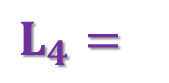 L₄ =